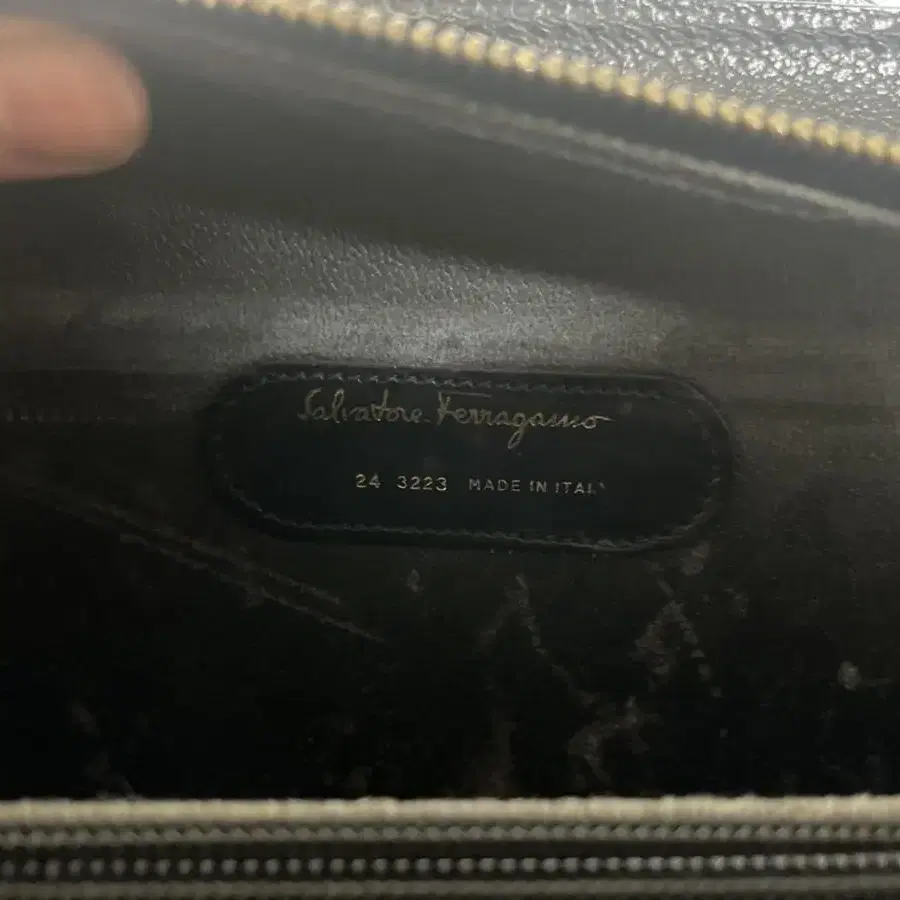 Salvatore Ferragamo
24 3223 MADE IN ITALY